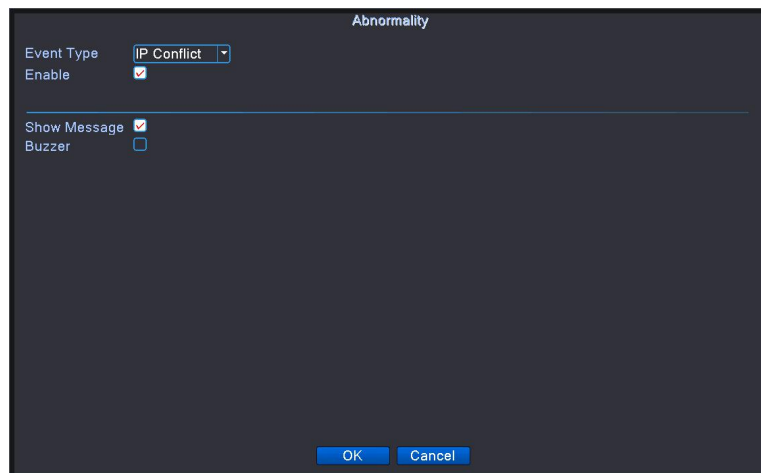 Abnormality
Event Type IP Conflict
Enable
Show Message
Buzzer
OK Cancel